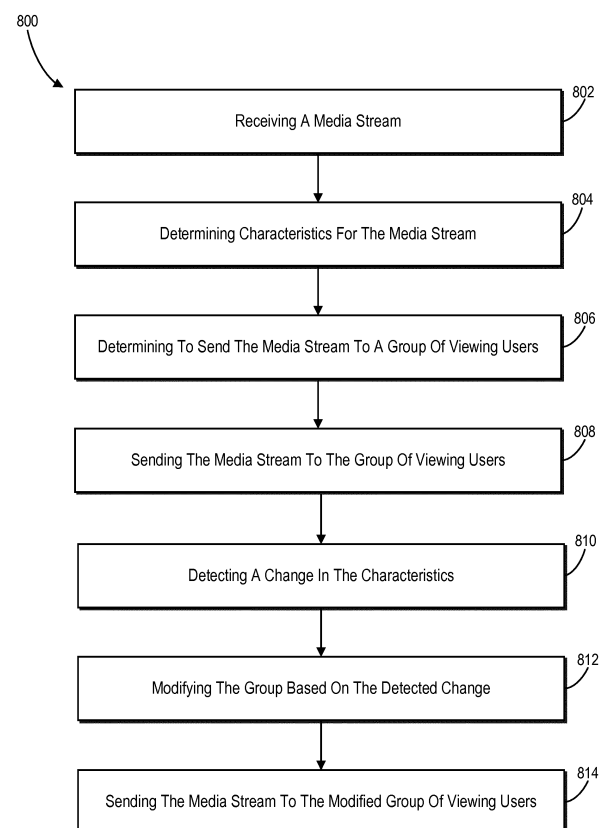 800
802
Receiving A Media Stream
804
Determining Characteristics For The Media Stream
806
Determining To Send The Media Stream To A Group Of Viewing Users
808
Sending The Media Stream To The Group Of Viewing Users
810
Detecting A Change In The Characteristics
812
Modifying The Group Based On The Detected Change
814
Sending The Media Stream To The Modified Group Of Viewing Users